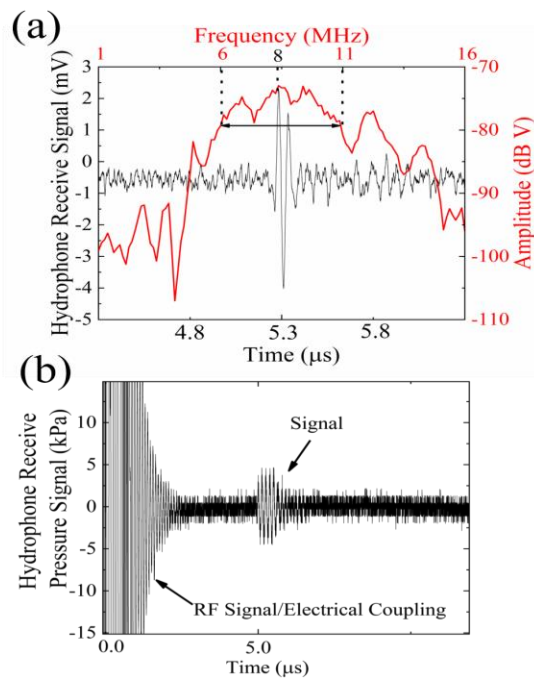 (a)
Frequency (MHz)
1 6 8 11 16
Hydrophone Receive Signal (mV)
3
2
1
0
-1
-2
-3
-4
-5
-70
-80
-90
-100
-110
Amplitude (dB V)
4.8 5.3 5.8
Time (μs)
(b)
Hydrophone Receive
Pressure Signal (kPa)
10
5
0
-5
-10
-15
Signal
RF Signal/Electrical Coupling
0.0 5.0
Time (μs)